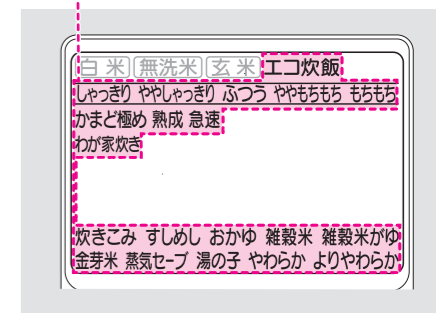 白米 無洗米 玄米 エコ炊飯
しゃっきり ややしゃっきり ふつう ややもちもち もちもち
かまど極め 熟成 急速
わが家炊き
炊きこみ すしめし おかゆ 雑穀米 雑穀米がゆ
金芽米 蒸気セーブ 湯の子 やわらか よりやわらか